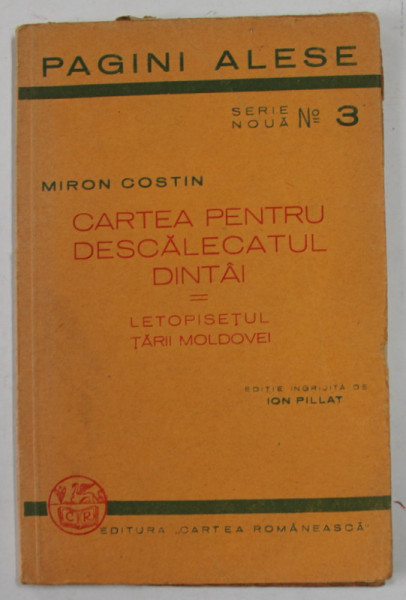 PAGINI ALESE
SERIE
NOUĂ Nº 3
MIRON COSTIN
CARTEA PENTRU
DESCĂLECATUL
DINTÂI
=
LETOPISEȚUL
ȚĂRII MOLDOVEI
EDIȚIE INGRIJITĂ DE
ION PILLAT
C R
EDITURA „CARTEA ROMÂNEASCĂ"